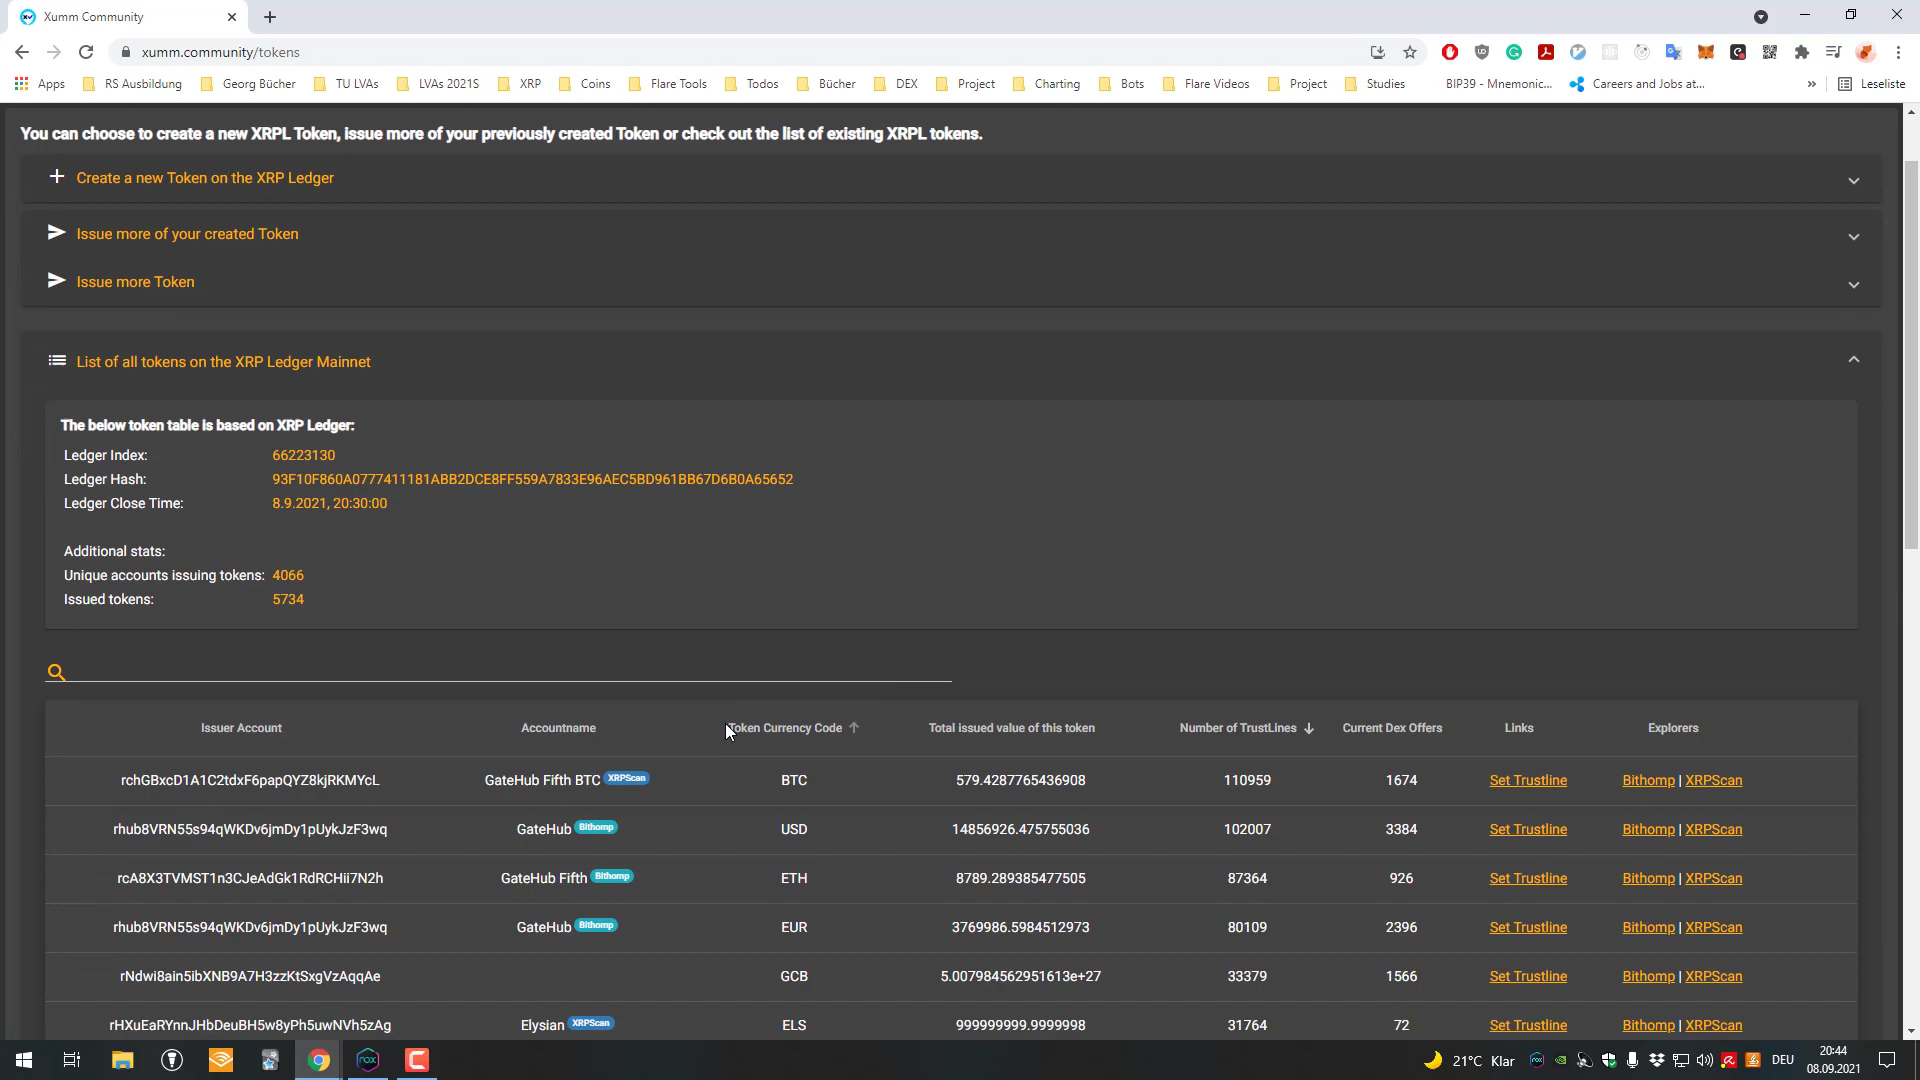 Xumm Community
xumm.community/tokens
Apps RS Ausbildung Georg Bücher TU LVAs LVAs 2021S XRP Coins Flare Tools Todos Bücher DEX Project Charting Bots Flare Videos Project Studies BIP39 - Mnemonic... Careers and Jobs at... » Leseliste
You can choose to create a new XRPL Token, issue more of your previously created Token or check out the list of existing XRPL tokens.
Create a new Token on the XRP Ledger
Issue more of your created Token
Issue more Token
List of all tokens on the XRP Ledger Mainnet
The below token table is based on XRP Ledger:
Ledger Index: 66223130
Ledger Hash: 93F10F860A0777411181ABB2DCE8FF559A7833E96AEC5BD961BB67D6B0A65652
Ledger Close Time: 8.9.2021, 20:30:00
Additional stats:
Unique accounts issuing tokens: 4066
Issued tokens: 5734
Issuer Account Accountname Token Currency Code Total issued value of this token Number of TrustLines Current Dex Offers Links Explorers
rchGBxcD1A1C2tdxF6papQYZ8kjRKMYcL GateHub Fifth BTC XRPScan BTC 579.4287765436908 110959 1674 Set Trustline Bithomp | XRPScan
rhub8VRN55s94qWKDv6jmDy1pUykJzF3wq GateHub Bithomp USD 14856926.475755036 102007 3384 Set Trustline Bithomp | XRPScan
rcA8X3TVMST1n3CJeAdGk1RdRCHii7N2h GateHub Fifth Bithomp ETH 8789.289385477505 87364 926 Set Trustline Bithomp | XRPScan
rhub8VRN55s94qWKDv6jmDy1pUykJzF3wq GateHub Bithomp EUR 3769986.5984512973 80109 2396 Set Trustline Bithomp | XRPScan
rNdwi8ain5ibXNB9A7H3zzKtSxgVzAqqAe GCB 5.007984562951613e+27 33379 1566 Set Trustline Bithomp | XRPScan
rHXuEaRYnnJHbDeuBH5w8yPh5uwNVh5zAg Elysian XRPScan ELS 999999999.9999998 31764 72 Set Trustline Bithomp | XRPScan
21°C Klar DEU 20:44
08.09.2021